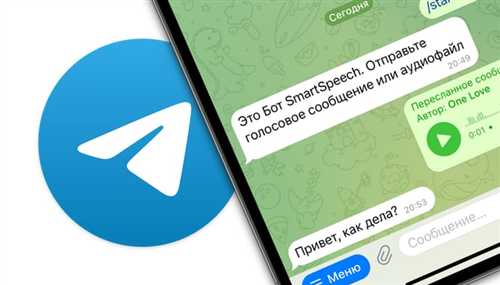 Сегодня
/star
Это Бот SmartSpeech. Отправьте
голосовое сообщение или аудиофайл
20:49
Пересланное сооб
Автор: One Love
0:01
Привет, как дела?
20:53
Меню
Сообщение...